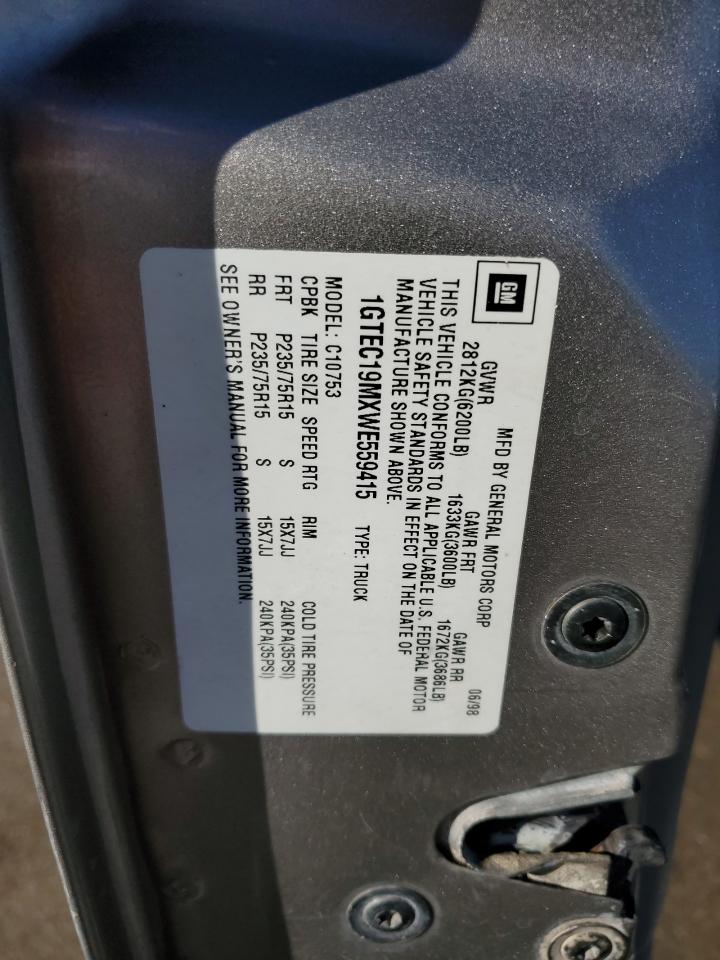 GM
MFD BY GENERAL MOTORS CORP 06/98
GVWR GAWR FRT GAWR RR
2812KG(6200LB) 1633KG(3600LB) 1672KG(3686LB)
THIS VEHICLE CONFORMS TO ALL APPLICABLE U.S. FEDERAL MOTOR
VEHICLE SAFETY STANDARDS IN EFFECT ON THE DATE OF
MANUFACTURE SHOWN ABOVE.
1GTEC19MXWE559415 TYPE: TRUCK
MODEL: C10753
CPBK TIRE SIZE SPEED RTG RIM COLD TIRE PRESSURE
FRT P235/75R15 S 15X7JJ 240KPA(35PSI)
RR P235/75R15 S 15X7JJ 240KPA(35PSI)
SEE OWNER'S MANUAL FOR MORE INFORMATION.